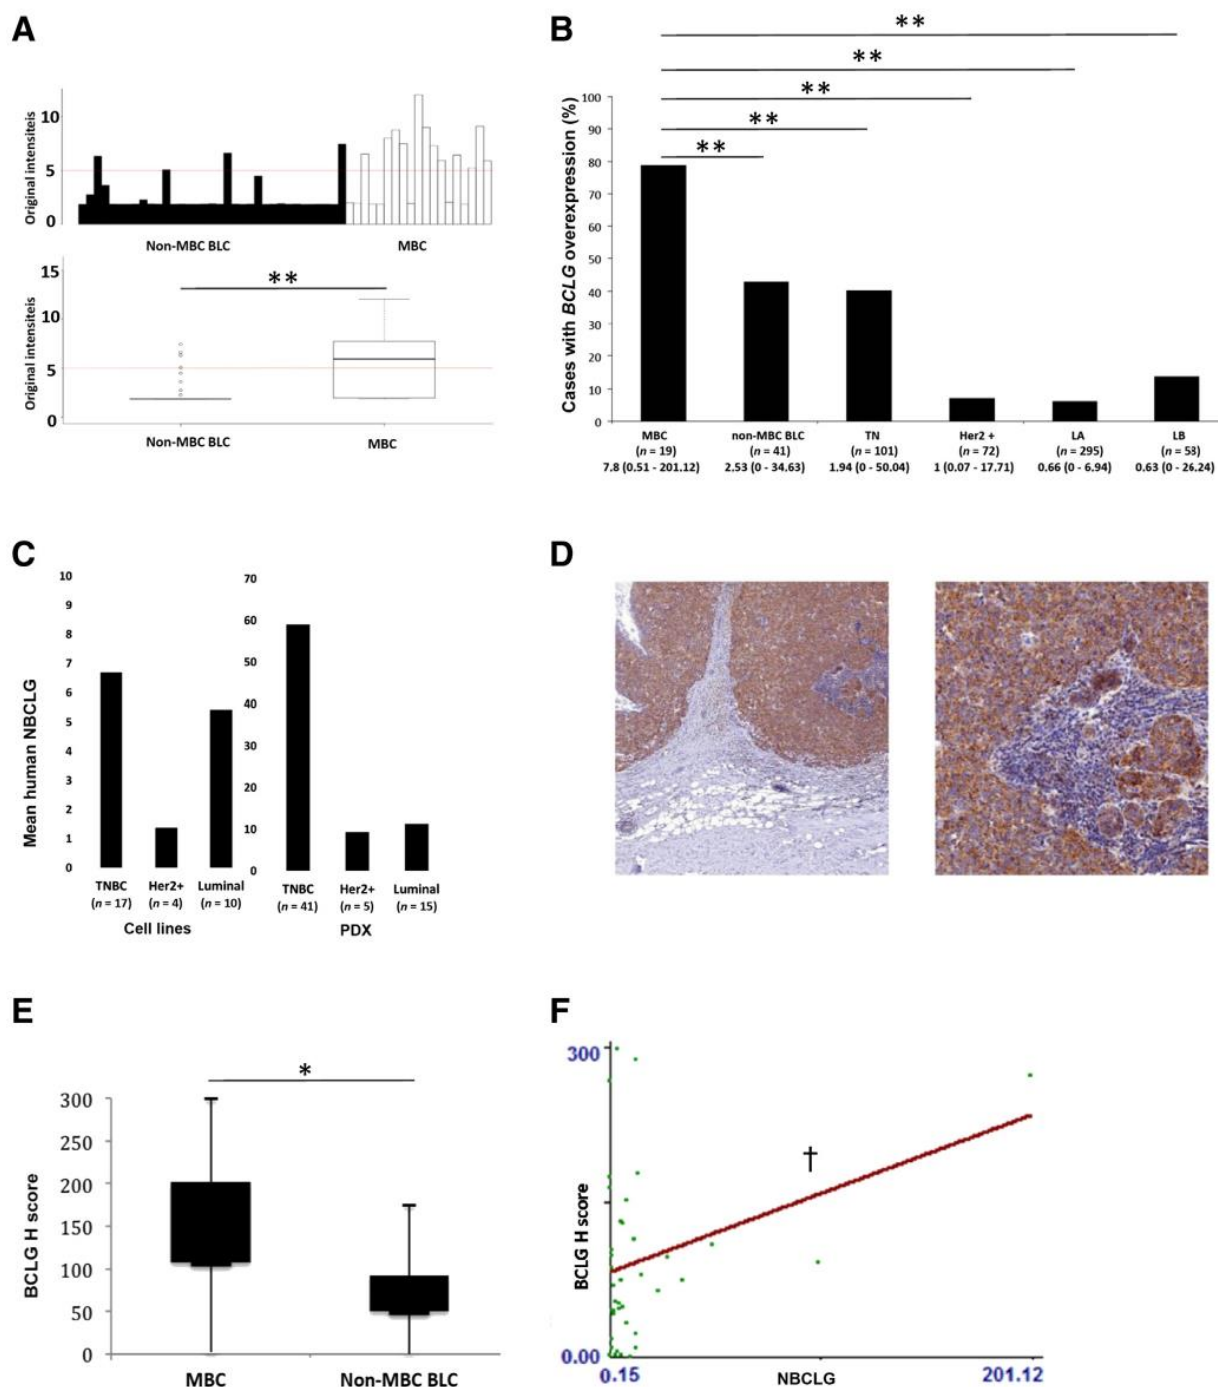 A
Original intensiteis
10
5
0
Non-MBC BLC
MBC
Original intensiteis
15
**
10
5
0
Non-MBC BLC
MBC
B
**
**
**
**
**
Cases with BCLG overexpression (%)
100
90
80
70
60
50
40
30
20
10
0
MBC non-MBC BLC TN Her2 + LA LB
(n = 19) (n = 41) (n = 101) (n = 72) (n = 295) (n = 53)
7.8 (0.51 - 201.12) 2.53 (0 - 34.63) 1.94 (0 - 50.04) 1 (0.07 - 17.71) 0.66 (0 - 6.94) 0.63 (0 - 26.24)
C
Mean human NBCLG
10
9
8
7
6
5
4
3
2
1
0
TNBC Her2+ Luminal
(n = 17) (n = 4) (n = 10)
Cell lines
70
60
50
40
30
20
10
0
TNBC Her2+ Luminal
(n = 41) (n = 5) (n = 15)
PDX
D
E
*
BCLG H score
300
250
200
150
100
50
0
MBC Non-MBC BLC
F
300
†
BCLG H score
0.00
0.15 NBCLG 201.12